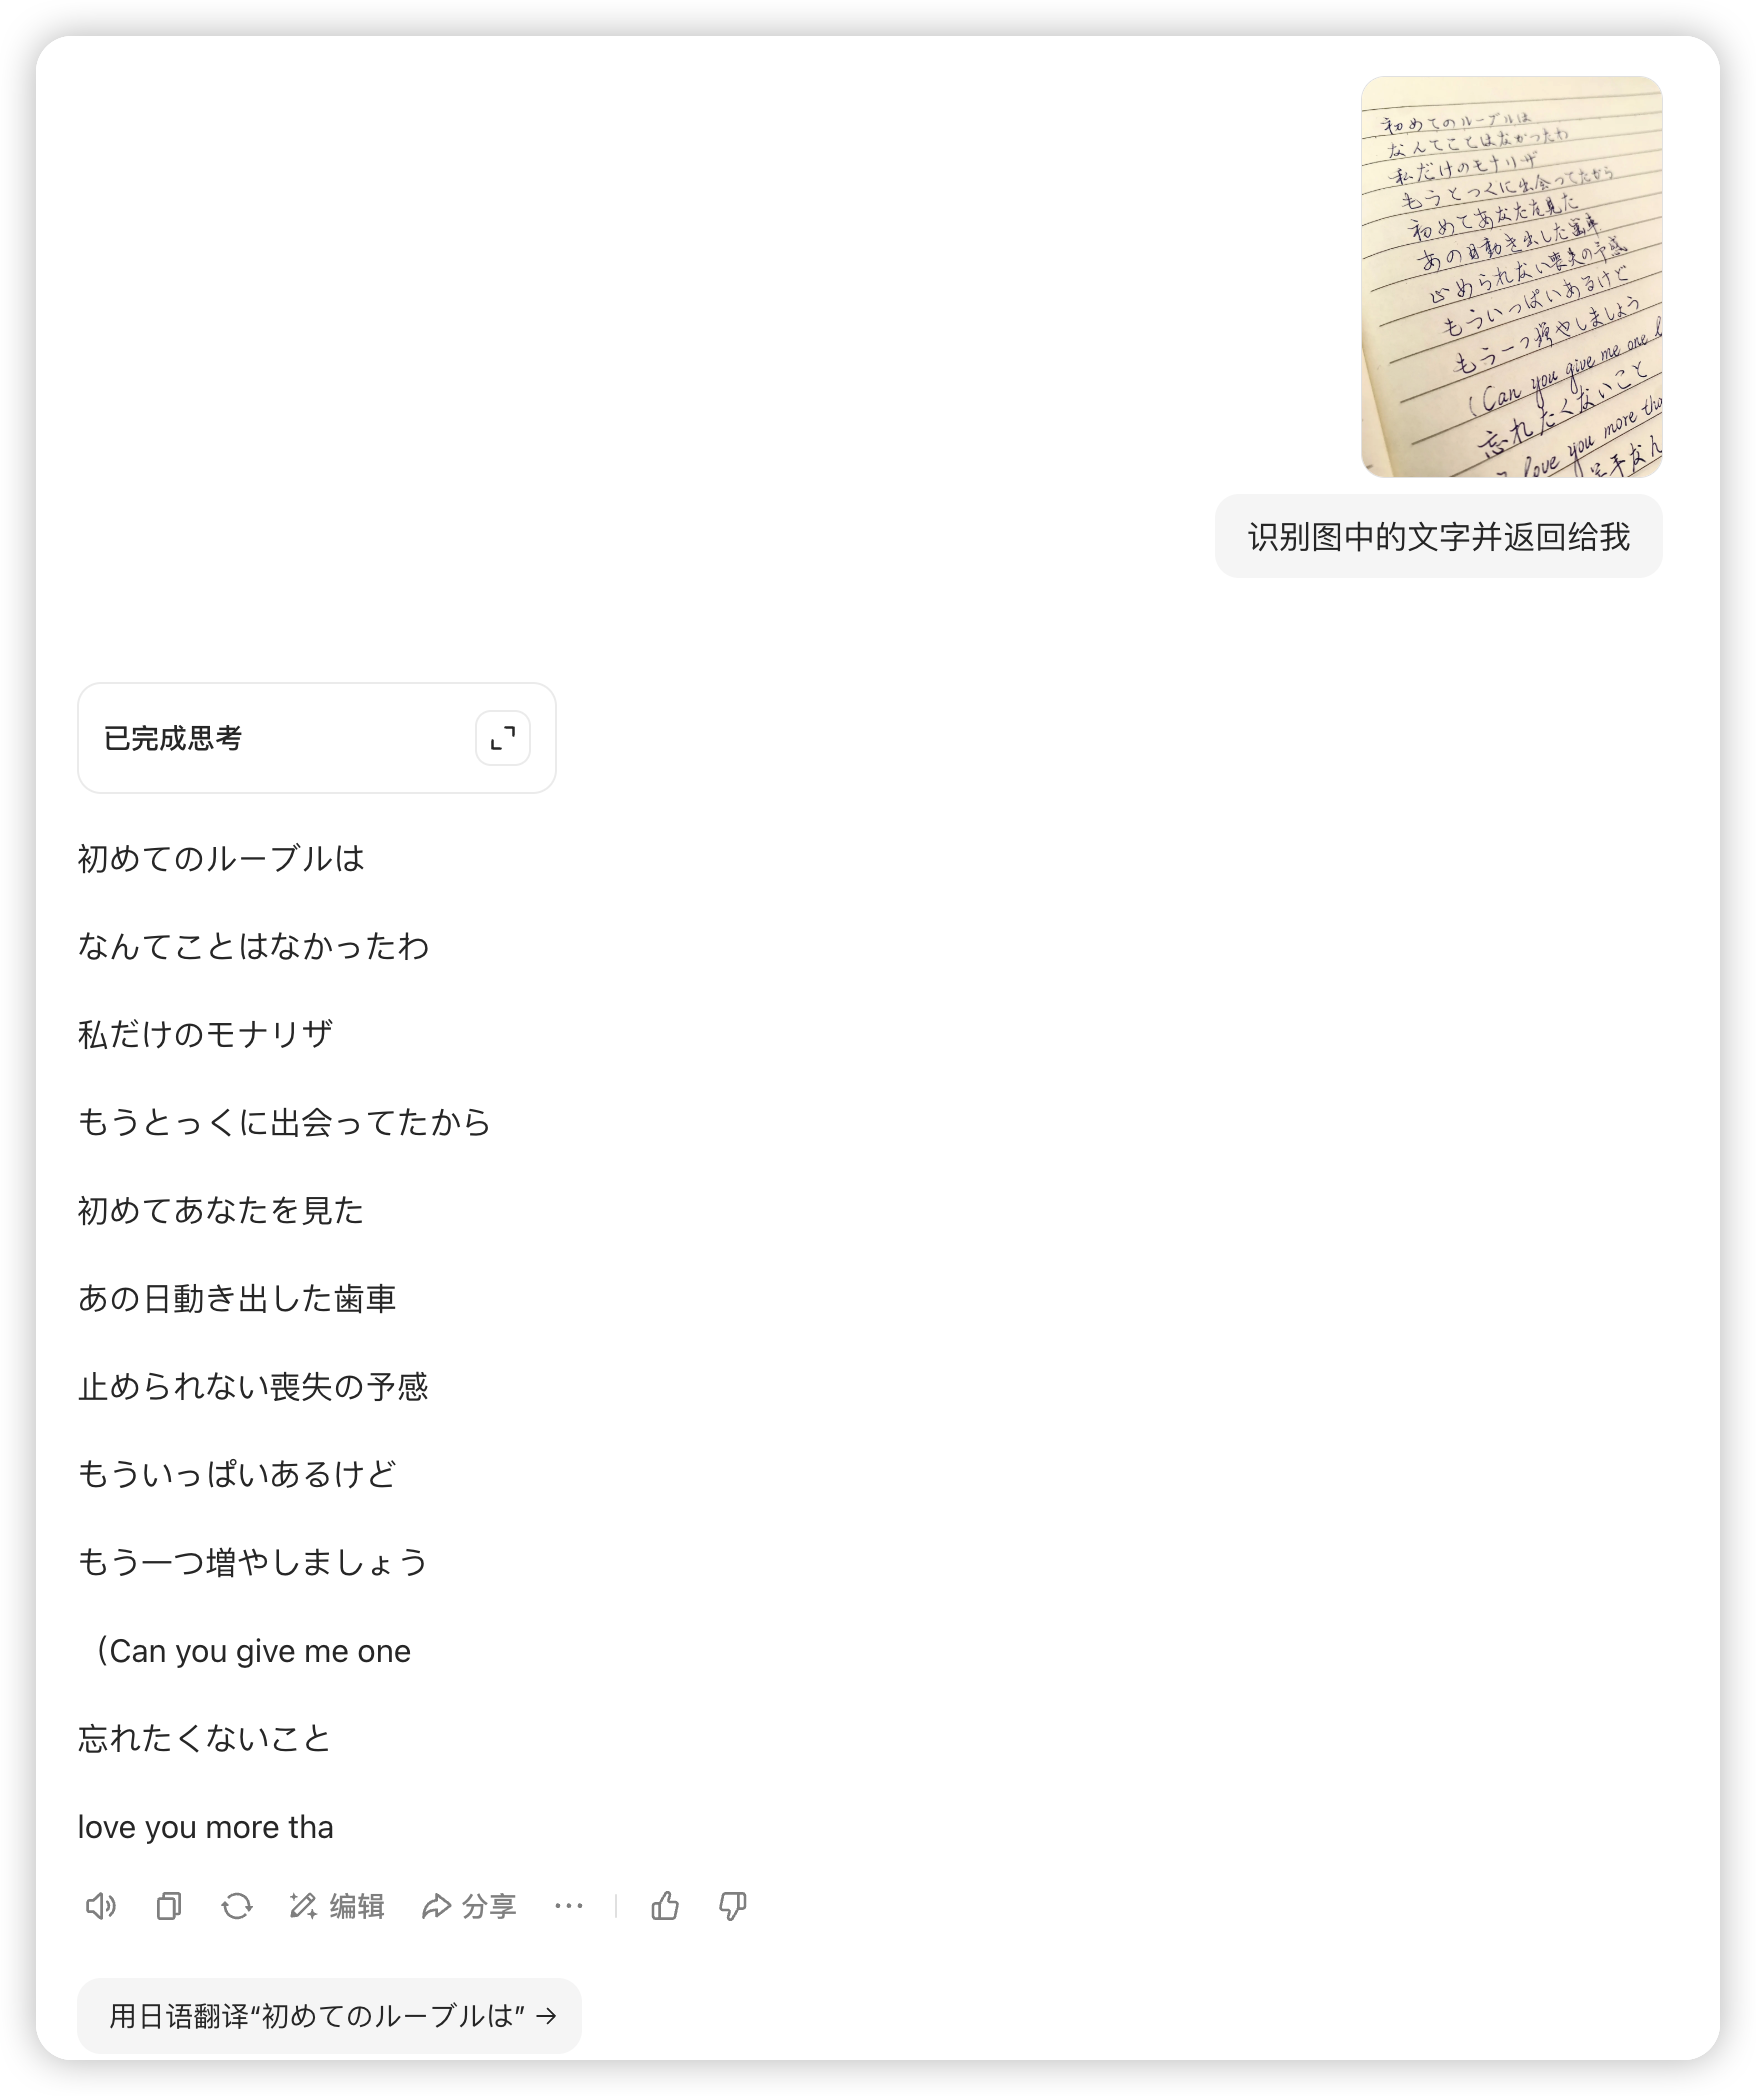 初めてのルーブルは
なんてことはなかったわ
私だけのモナリザ
もうとっくに出会ってたから
初めてあなたを見た
あの日動き出した歯車
止められない喪失の予感
もういっぱいあるけど
もう一つ増やしましょう
(Can you give me one
忘れたくないこと
love you more tha
识别图中的文字并返回给我
已完成思考
初めてのルーブルは
なんてことはなかったわ
私だけのモナリザ
もうとっくに出会ってたから
初めてあなたを見た
あの日動き出した歯車
止められない喪失の予感
もういっぱいあるけど
もう一つ増やしましょう
（Can you give me one
忘れたくないこと
love you more tha
编辑 分享
用日语翻译“初めてのルーブルは” →